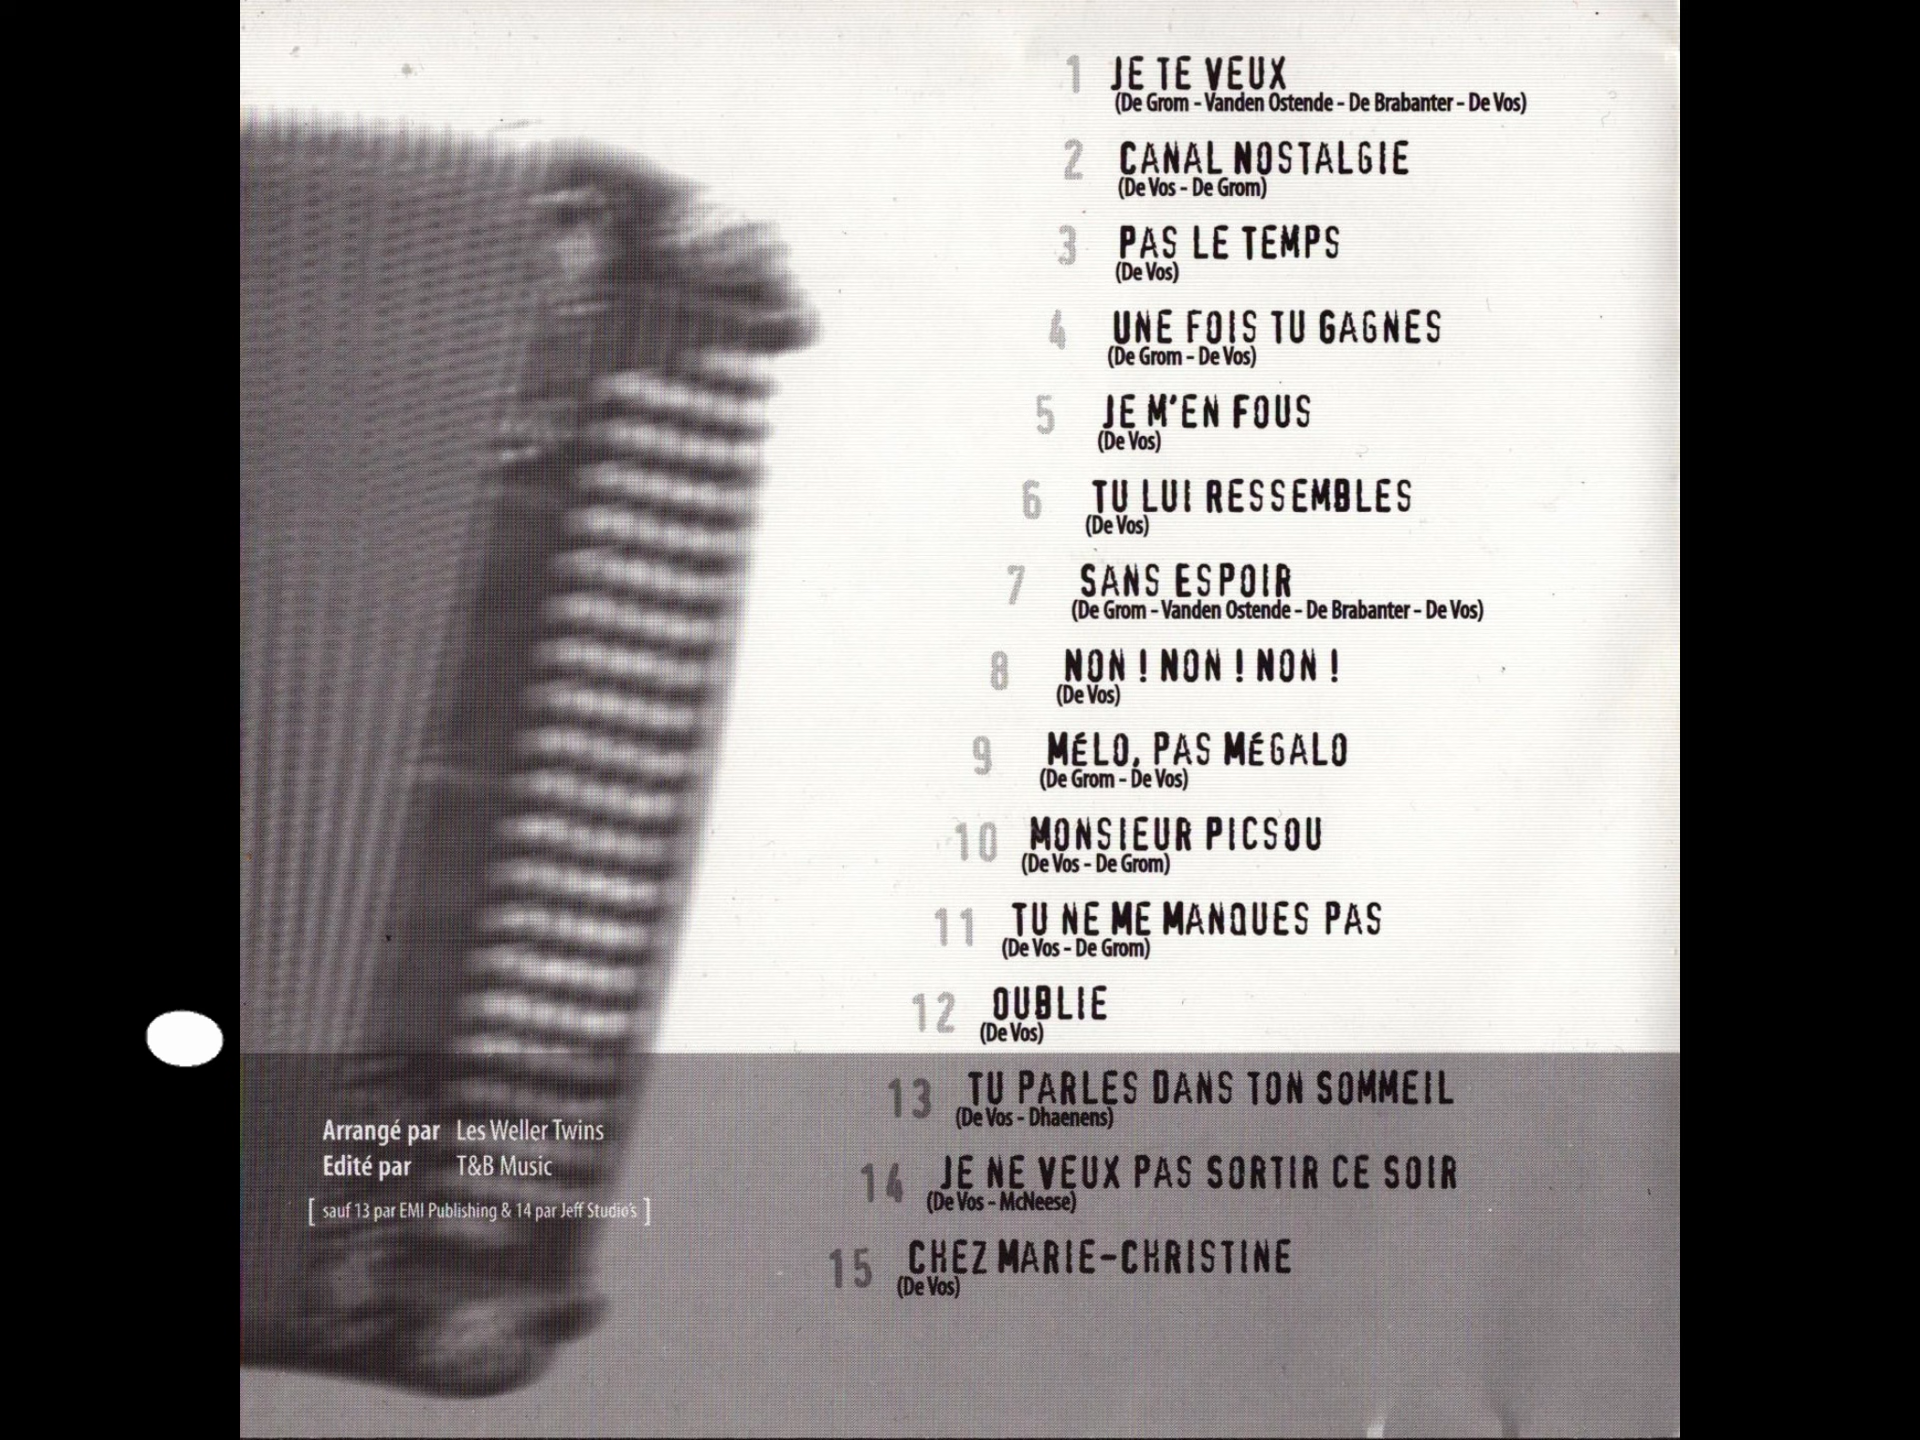 1 JE TE VEUX
(De Grom - Vanden Ostende - De Brabanter - De Vos)
2 CANAL NOSTALGIE
(De Vos - De Grom)
3 PAS LE TEMPS
(De Vos)
4 UNE FOIS TU GAGNES
(De Grom - De Vos)
5 JE M'EN FOUS
(De Vos)
6 TU LUI RESSEMBLES
(De Vos)
7 SANS ESPOIR
(De Grom - Vanden Ostende - De Brabanter - De Vos)
8 NON ! NON ! NON !
(De Vos)
9 MÉLO, PAS MÉGALO
(De Grom - De Vos)
10 MONSIEUR PICSOU
(De Vos - De Grom)
11 TU NE ME MANQUES PAS
(De Vos - De Grom)
12 OUBLIE
(De Vos)
13 TU PARLES DANS TON SOMMEIL
(De Vos - Dhaenens)
14 JE NE VEUX PAS SORTIR CE SOIR
(De Vos - McNeese)
15 CHEZ MARIE-CHRISTINE
(De Vos)
Arrangé par Les Weller Twins
Edité par T&B Music
[ sauf 13 par EMI Publishing & 14 par Jeff Studio's ]